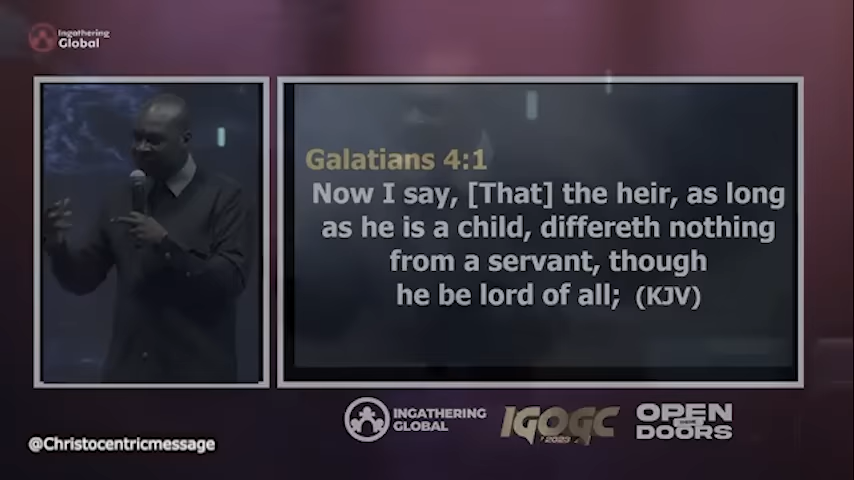 Ingathering
Global
Galatians 4:1
Now I say, [That] the heir, as long
as he is a child, differeth nothing
from a servant, though
he be lord of all; (KJV)
INGATHERING
GLOBAL
IGOGC
2023
OPEN
DOORS
@Christocentricmessage